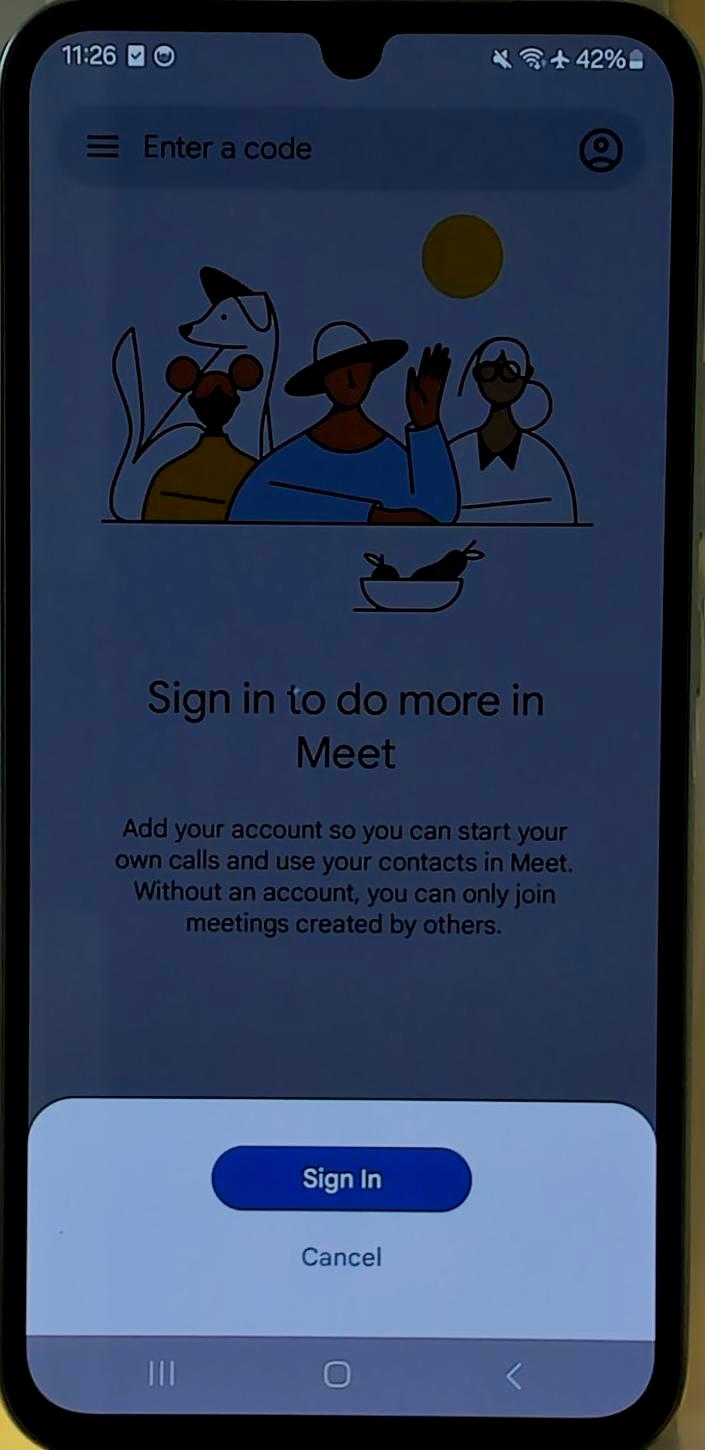 11:26
42%
Enter a code
Sign in to do more in
Meet
Add your account so you can start your
own calls and use your contacts in Meet.
Without an account, you can only join
meetings created by others.
Sign In
Cancel